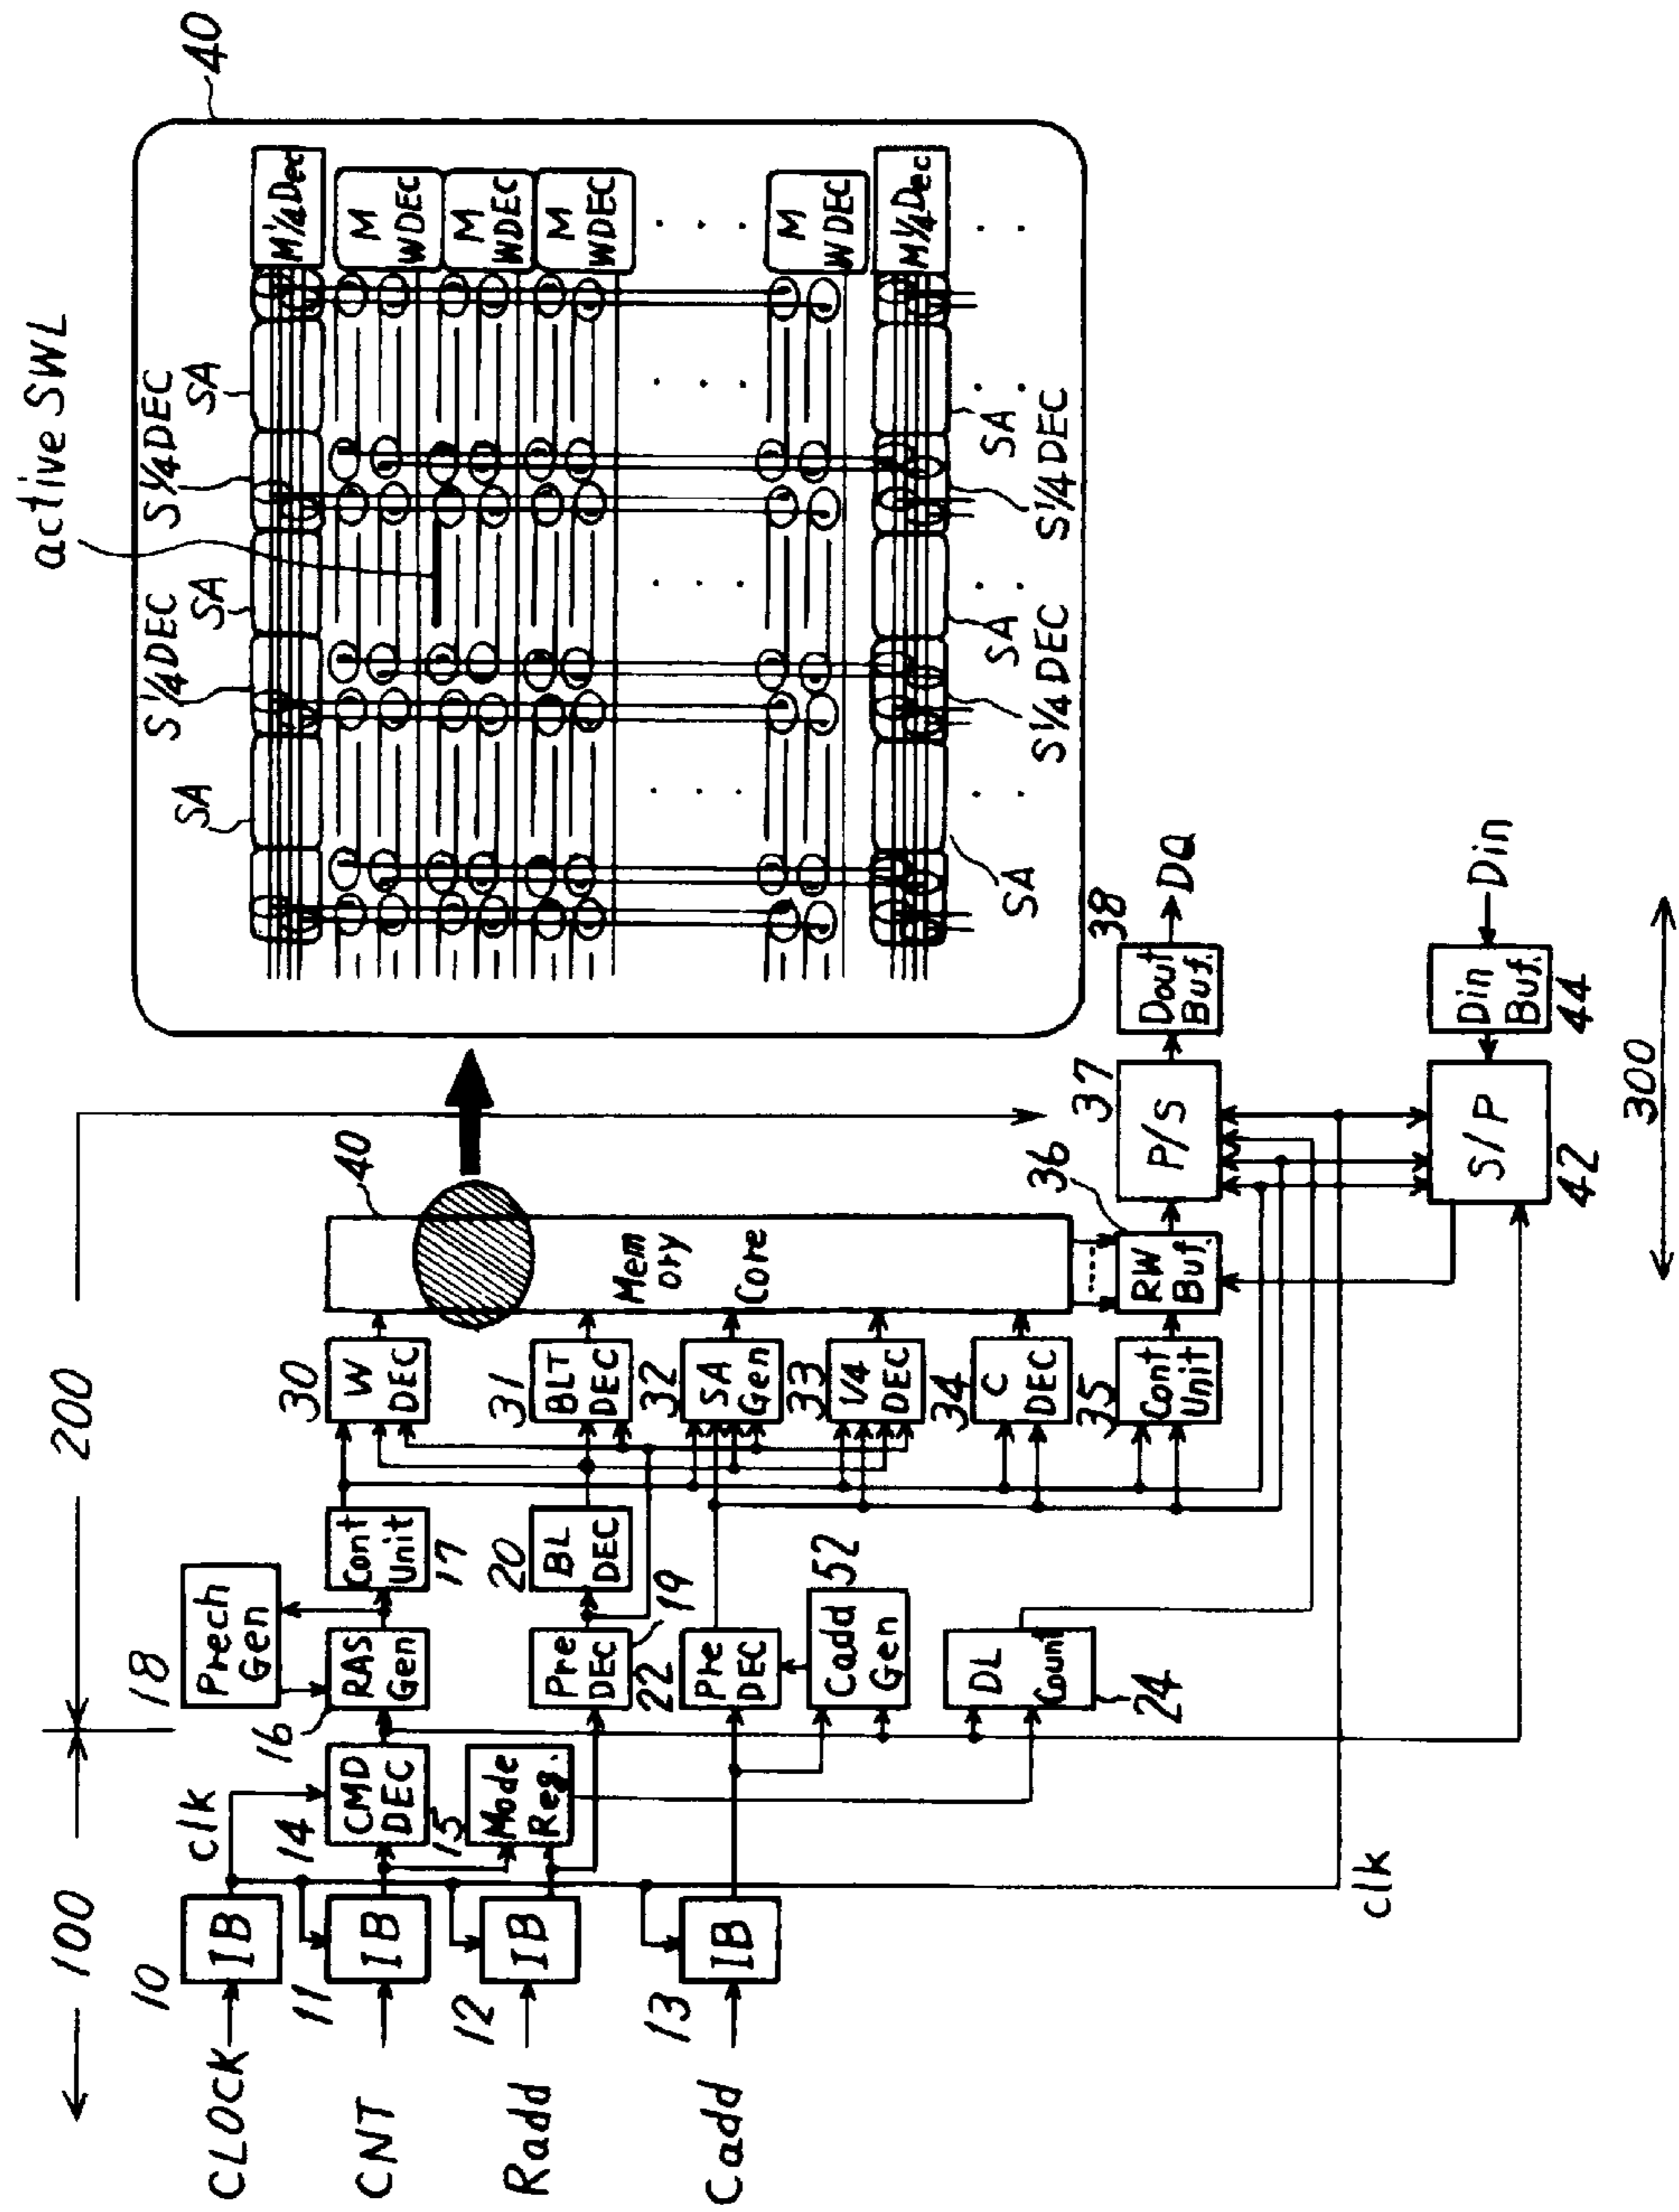 100
200
CLOCK
10
IB
clk
CNT
11
IB
14
CMD
DEC
16
RAS
Gen
18
Prech
Gen
Cont
Unit
17
Radd
12
IB
15
Mode
Reg.
Pre
DEC
19
20
BL
DEC
Cadd
13
IB
22
Pre
DEC
Cadd
Gen
52
DL
Count
24
clk
30
W
DEC
31
BLT
DEC
32
SA
Gen
33
1/4
DEC
34
C
DEC
35
Cont
Unit
40
Mem
ory
Core
36
RW
Buf.
37
P/S
38
Dout
Buf.
DQ
S/P
42
Din
Buf.
44
Din
300
active SWL
40
SA
S1/4DEC
SA
S1/4DEC
SA
M1/4Dec
M
WDEC
M
WDEC
M
WDEC
M
WDEC
M1/4Dec
SA
S1/4DEC
SA
S1/4DEC
SA